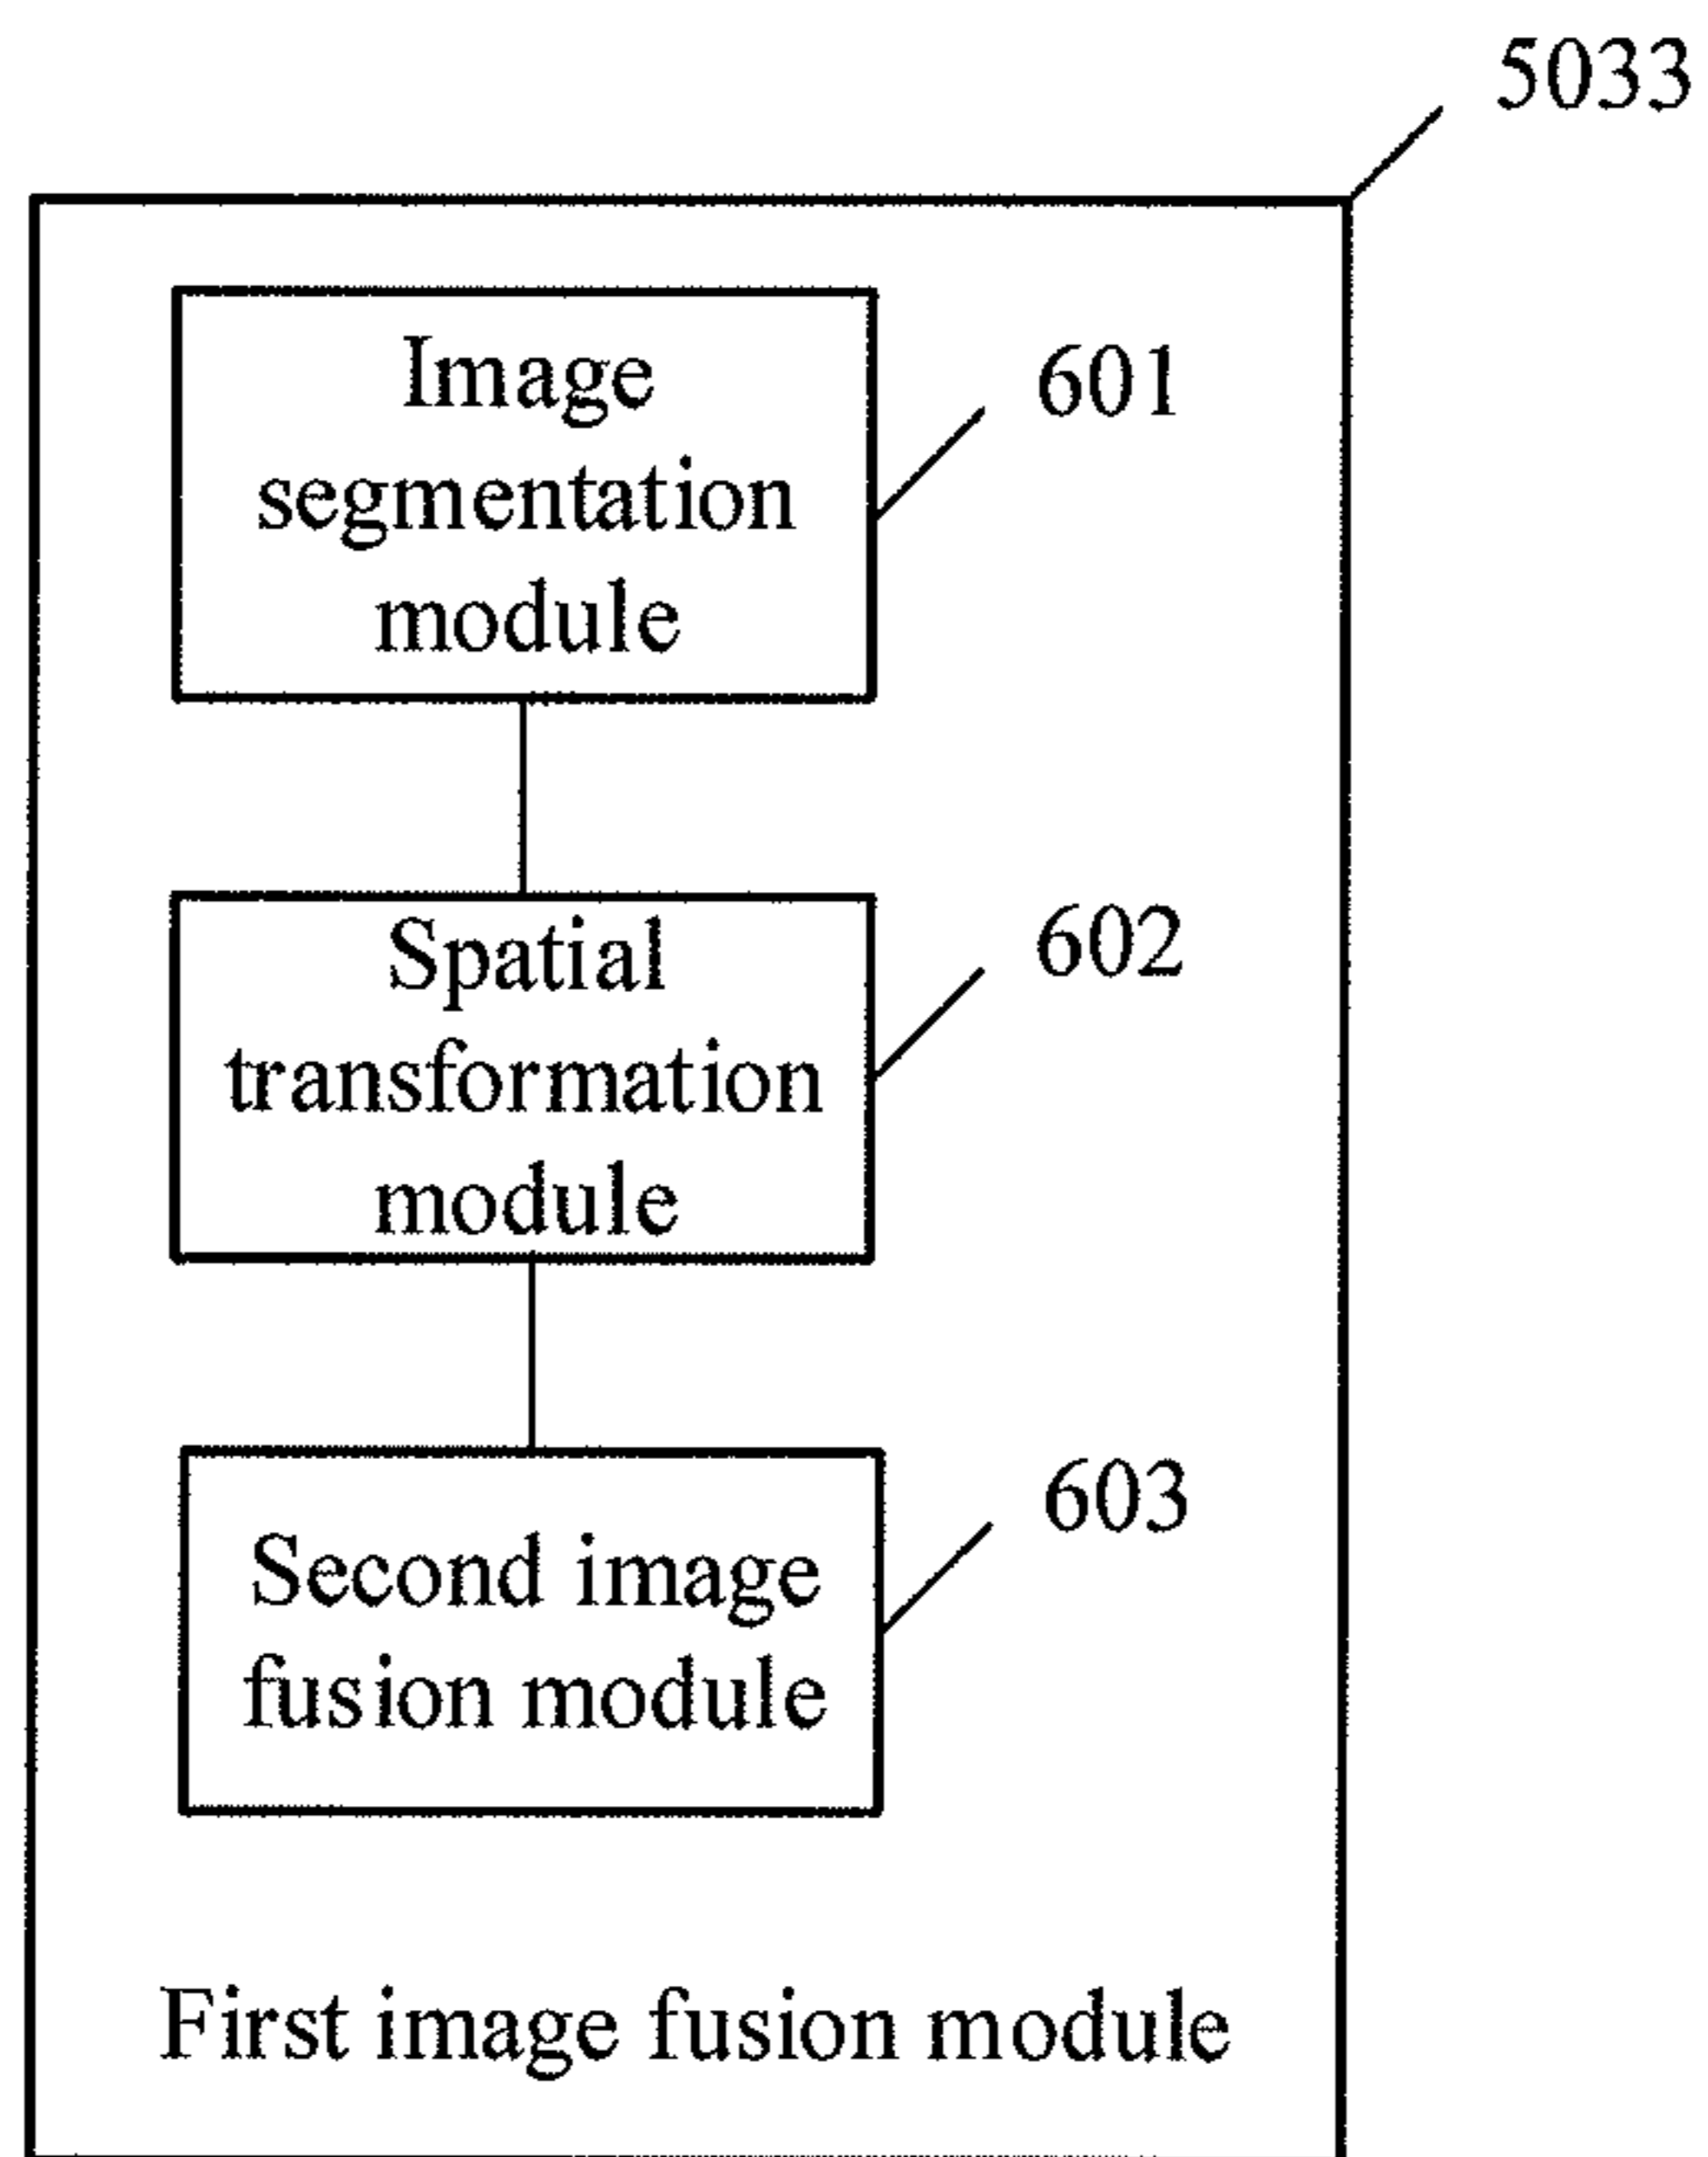 5033
Image
segmentation
module
601
Spatial
transformation
module
602
Second image
fusion module
603
First image fusion module